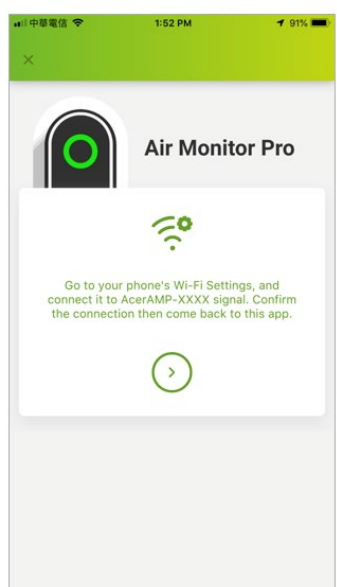 中華電信 1:52 PM 91%
×
Air Monitor Pro
Go to your phone's Wi-Fi Settings, and
connect it to AcerAMP-XXXX signal. Confirm
the connection then come back to this app.